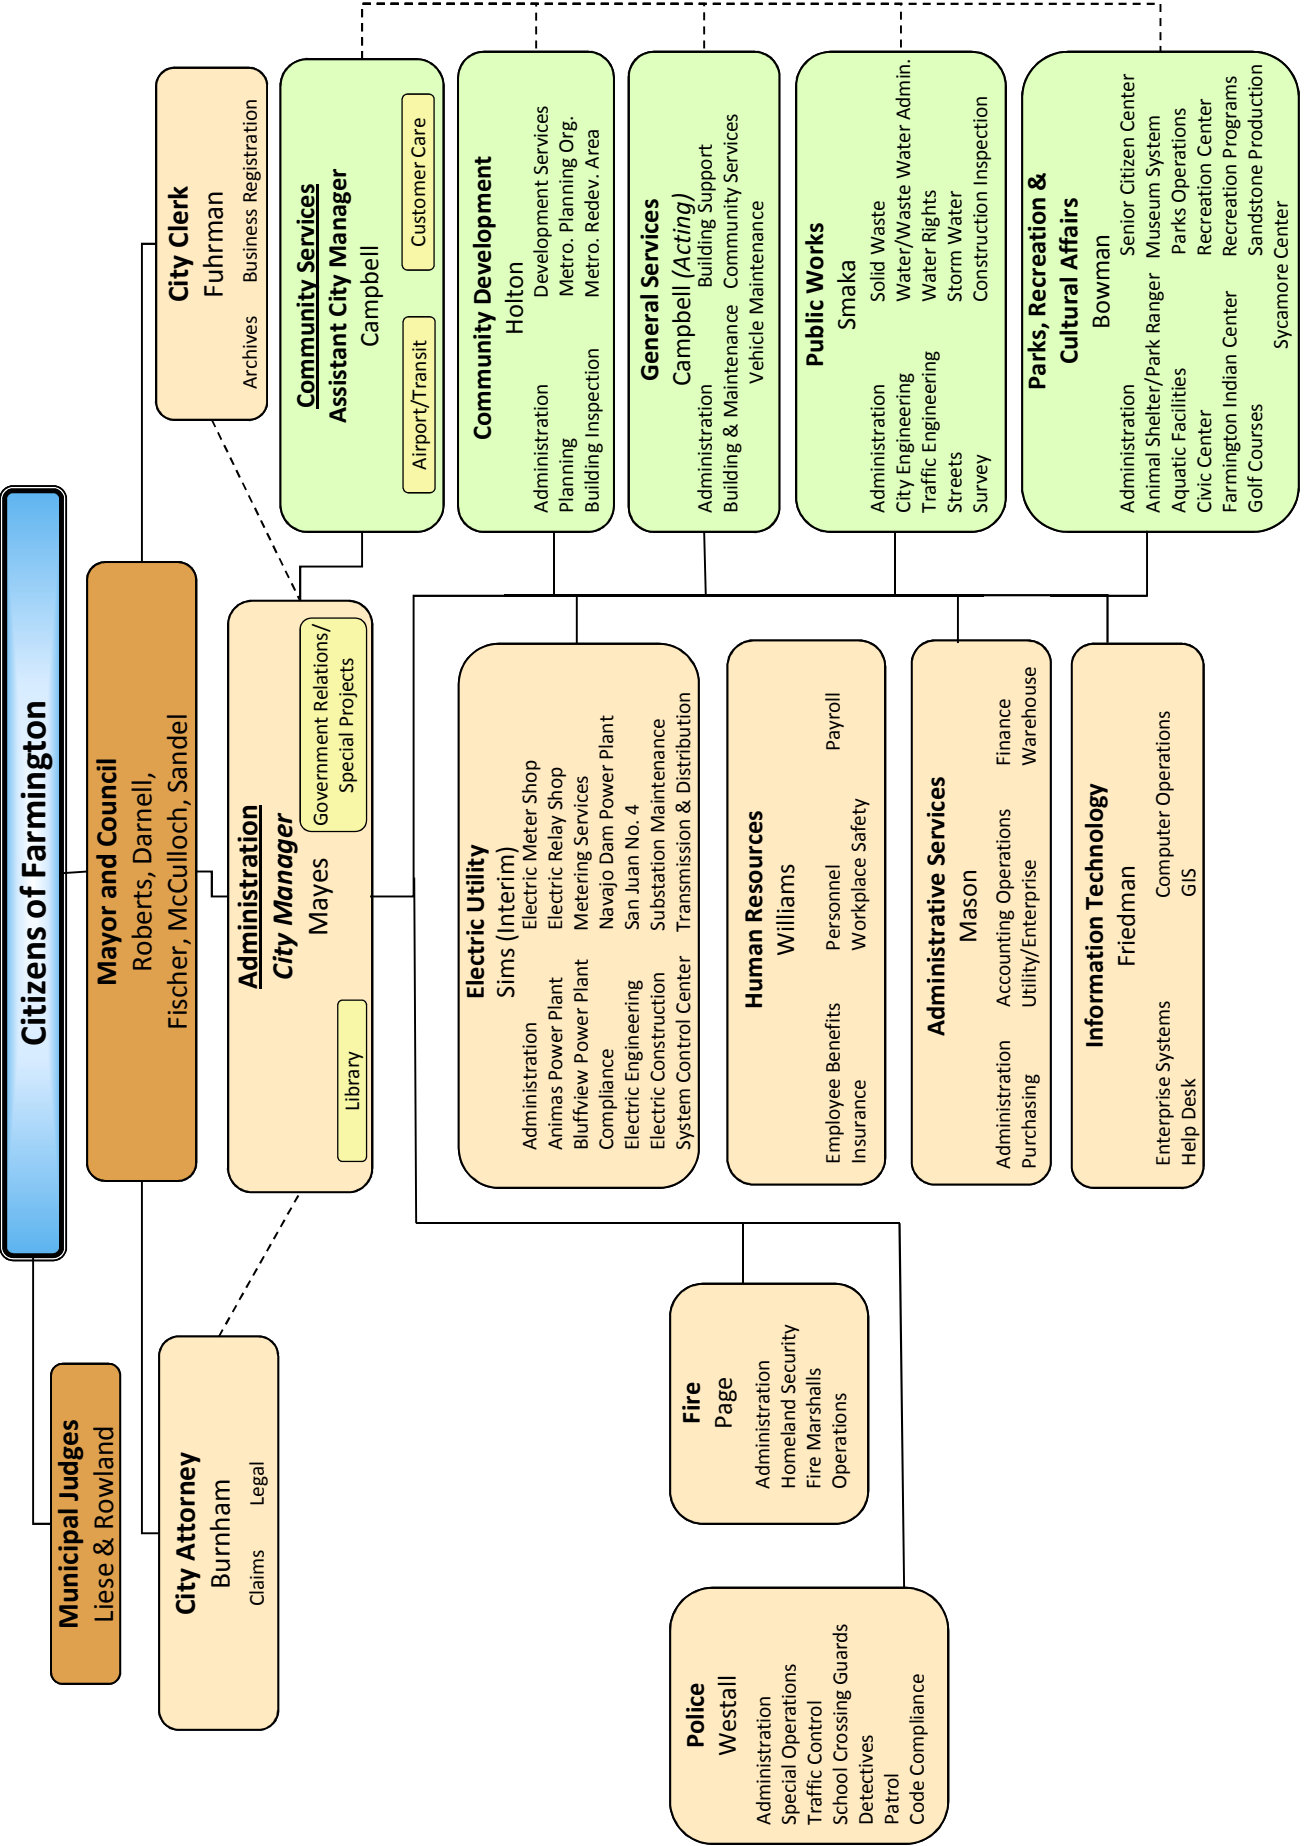 Citizens of Farmington
Municipal Judges
Liese & Rowland
Mayor and Council
Roberts, Darnell,
Fischer, McCulloch, Sandel
City Attorney
Burnham
Claims Legal
Administration
City Manager
Mayes
Library
Government Relations/
Special Projects
City Clerk
Fuhrman
Archives Business Registration
Community Services
Assistant City Manager
Campbell
Airport/Transit
Customer Care
Police
Westall
Administration
Special Operations
Traffic Control
School Crossing Guards
Detectives
Patrol
Code Compliance
Fire
Page
Administration
Homeland Security
Fire Marshalls
Operations
Electric Utility
Sims (Interim)
Administration Electric Meter Shop
Animas Power Plant Electric Relay Shop
Bluffview Power Plant Metering Services
Compliance Navajo Dam Power Plant
Electric Engineering San Juan No. 4
Electric Construction Substation Maintenance
System Control Center Transmission & Distribution
Human Resources
Williams
Employee Benefits Personnel Payroll
Insurance Workplace Safety
Administrative Services
Mason
Administration Accounting Operations Finance
Purchasing Utility/Enterprise Warehouse
Information Technology
Friedman
Enterprise Systems Computer Operations
Help Desk GIS
Community Development
Holton
Administration Development Services
Planning Metro. Planning Org.
Building Inspection Metro. Redev. Area
General Services
Campbell (Acting)
Administration Building Support
Building & Maintenance Community Services
Vehicle Maintenance
Public Works
Smaka
Administration Solid Waste
City Engineering Water/Waste Water Admin.
Traffic Engineering Water Rights
Streets Storm Water
Survey Construction Inspection
Parks, Recreation &
Cultural Affairs
Bowman
Administration Senior Citizen Center
Animal Shelter/Park Ranger Museum System
Aquatic Facilities Parks Operations
Civic Center Recreation Center
Farmington Indian Center Recreation Programs
Golf Courses Sandstone Production
Sycamore Center